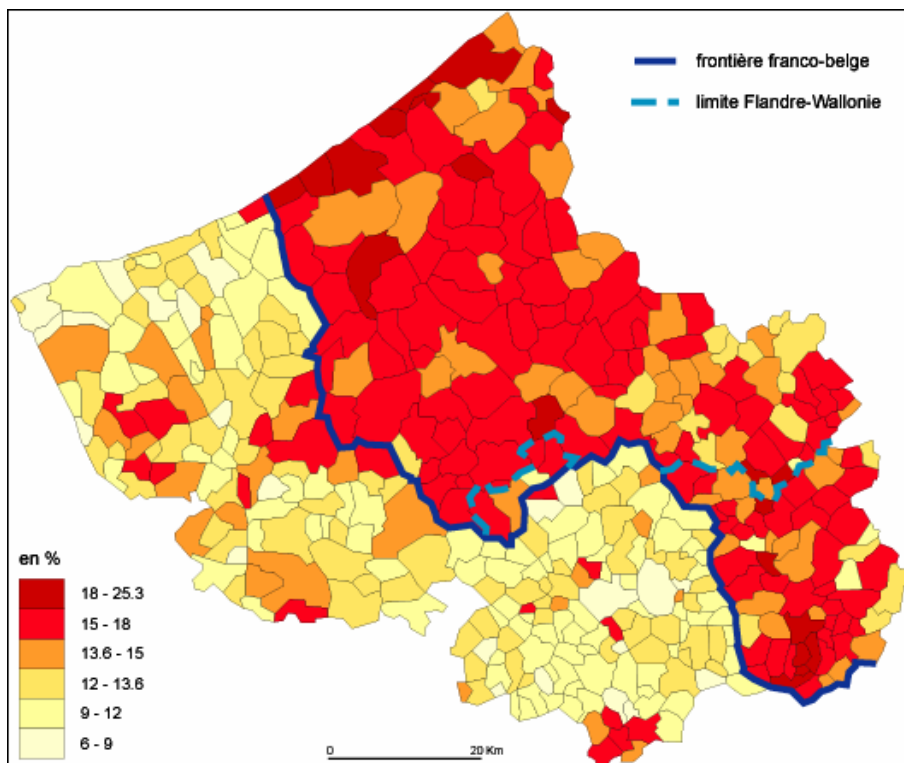 frontière franco-belge
limite Flandre-Wallonie
en %
18 - 25.3
15 - 18
13.6 - 15
12 - 13.6
9 - 12
6 - 9
0 20 Km